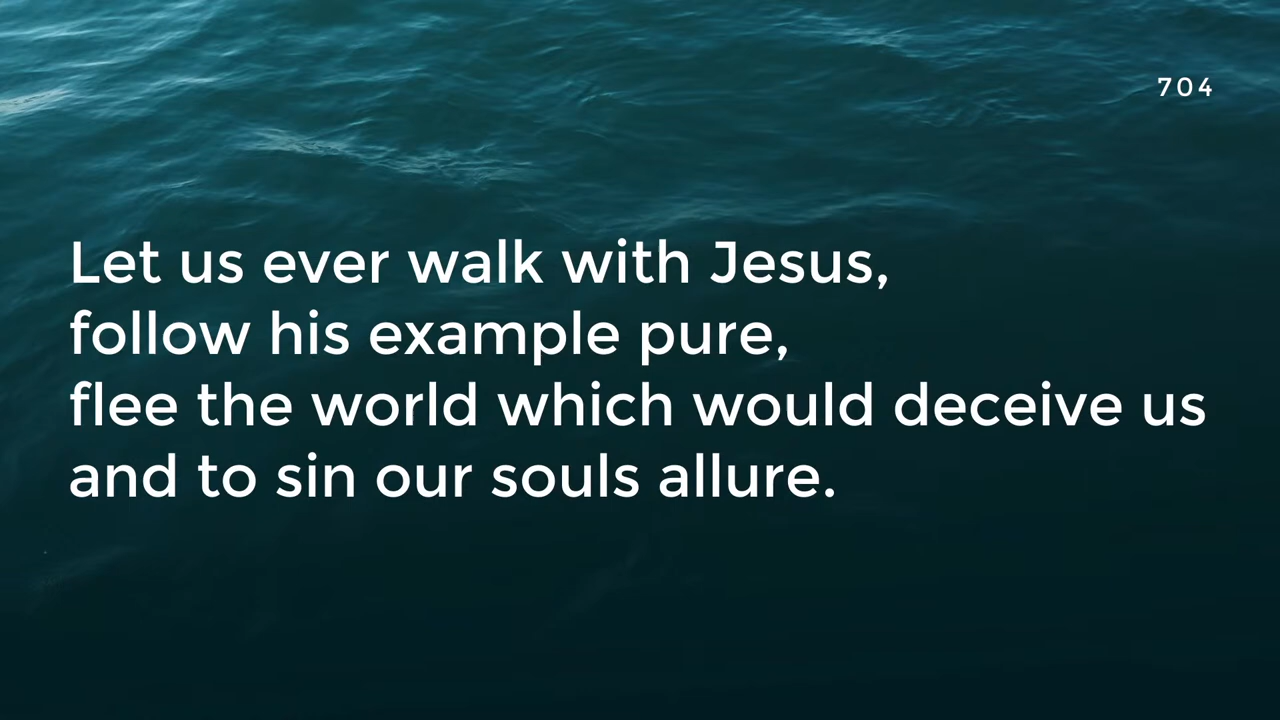 704
Let us ever walk with Jesus,
follow his example pure,
flee the world which would deceive us
and to sin our souls allure.